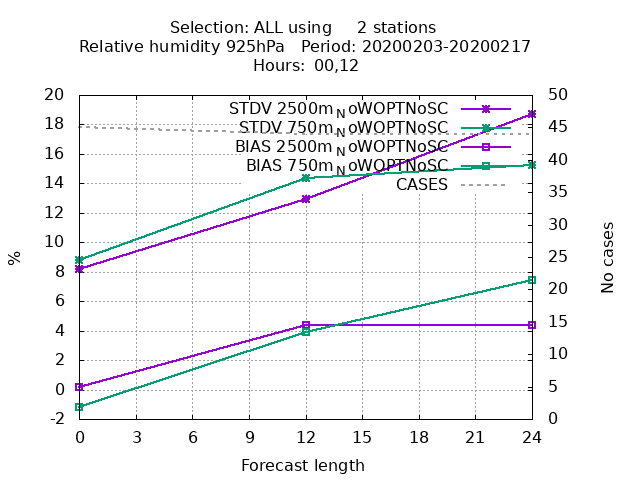 Selection: ALL using     2 stations
Relative humidity 925hPa   Period: 20200203-20200217
Hours:  00,12
STDV 2500m_NoWOPTNoSC
STDV 750m_NoWOPTNoSC
BIAS 2500m_NoWOPTNoSC
BIAS 750m_NoWOPTNoSC
CASES
20
18
16
14
12
10
8
6
4
2
0
-2
%
50
45
40
35
30
25
20
15
10
5
0
No cases
0 3 6 9 12 15 18 21 24
Forecast length